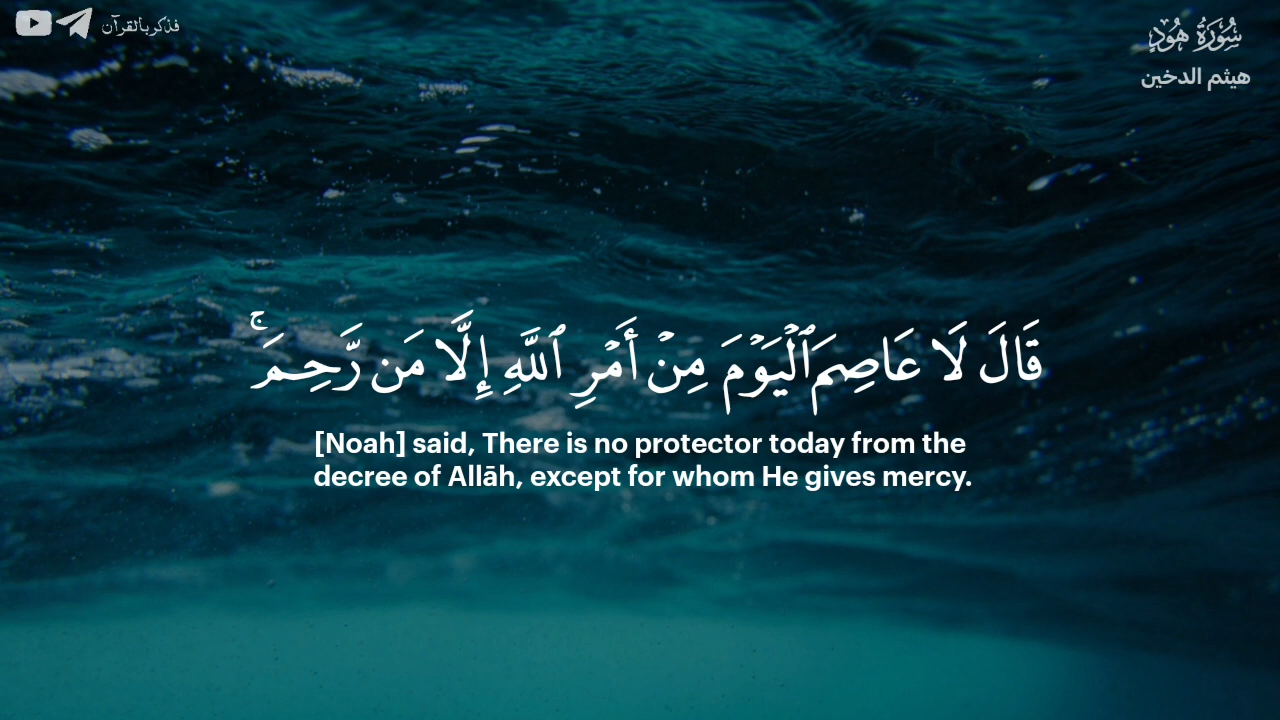 فذكر بالقرآن
سُورَةُ هُودٍ
هيثم الدخين
قَالَ لَا عَاصِمَ ٱلْيَوْمَ مِنْ أَمْرِ ٱللَّهِ إِلَّا مَن رَّحِمَ ۚ
[Noah] said, There is no protector today from the
decree of Allāh, except for whom He gives mercy.